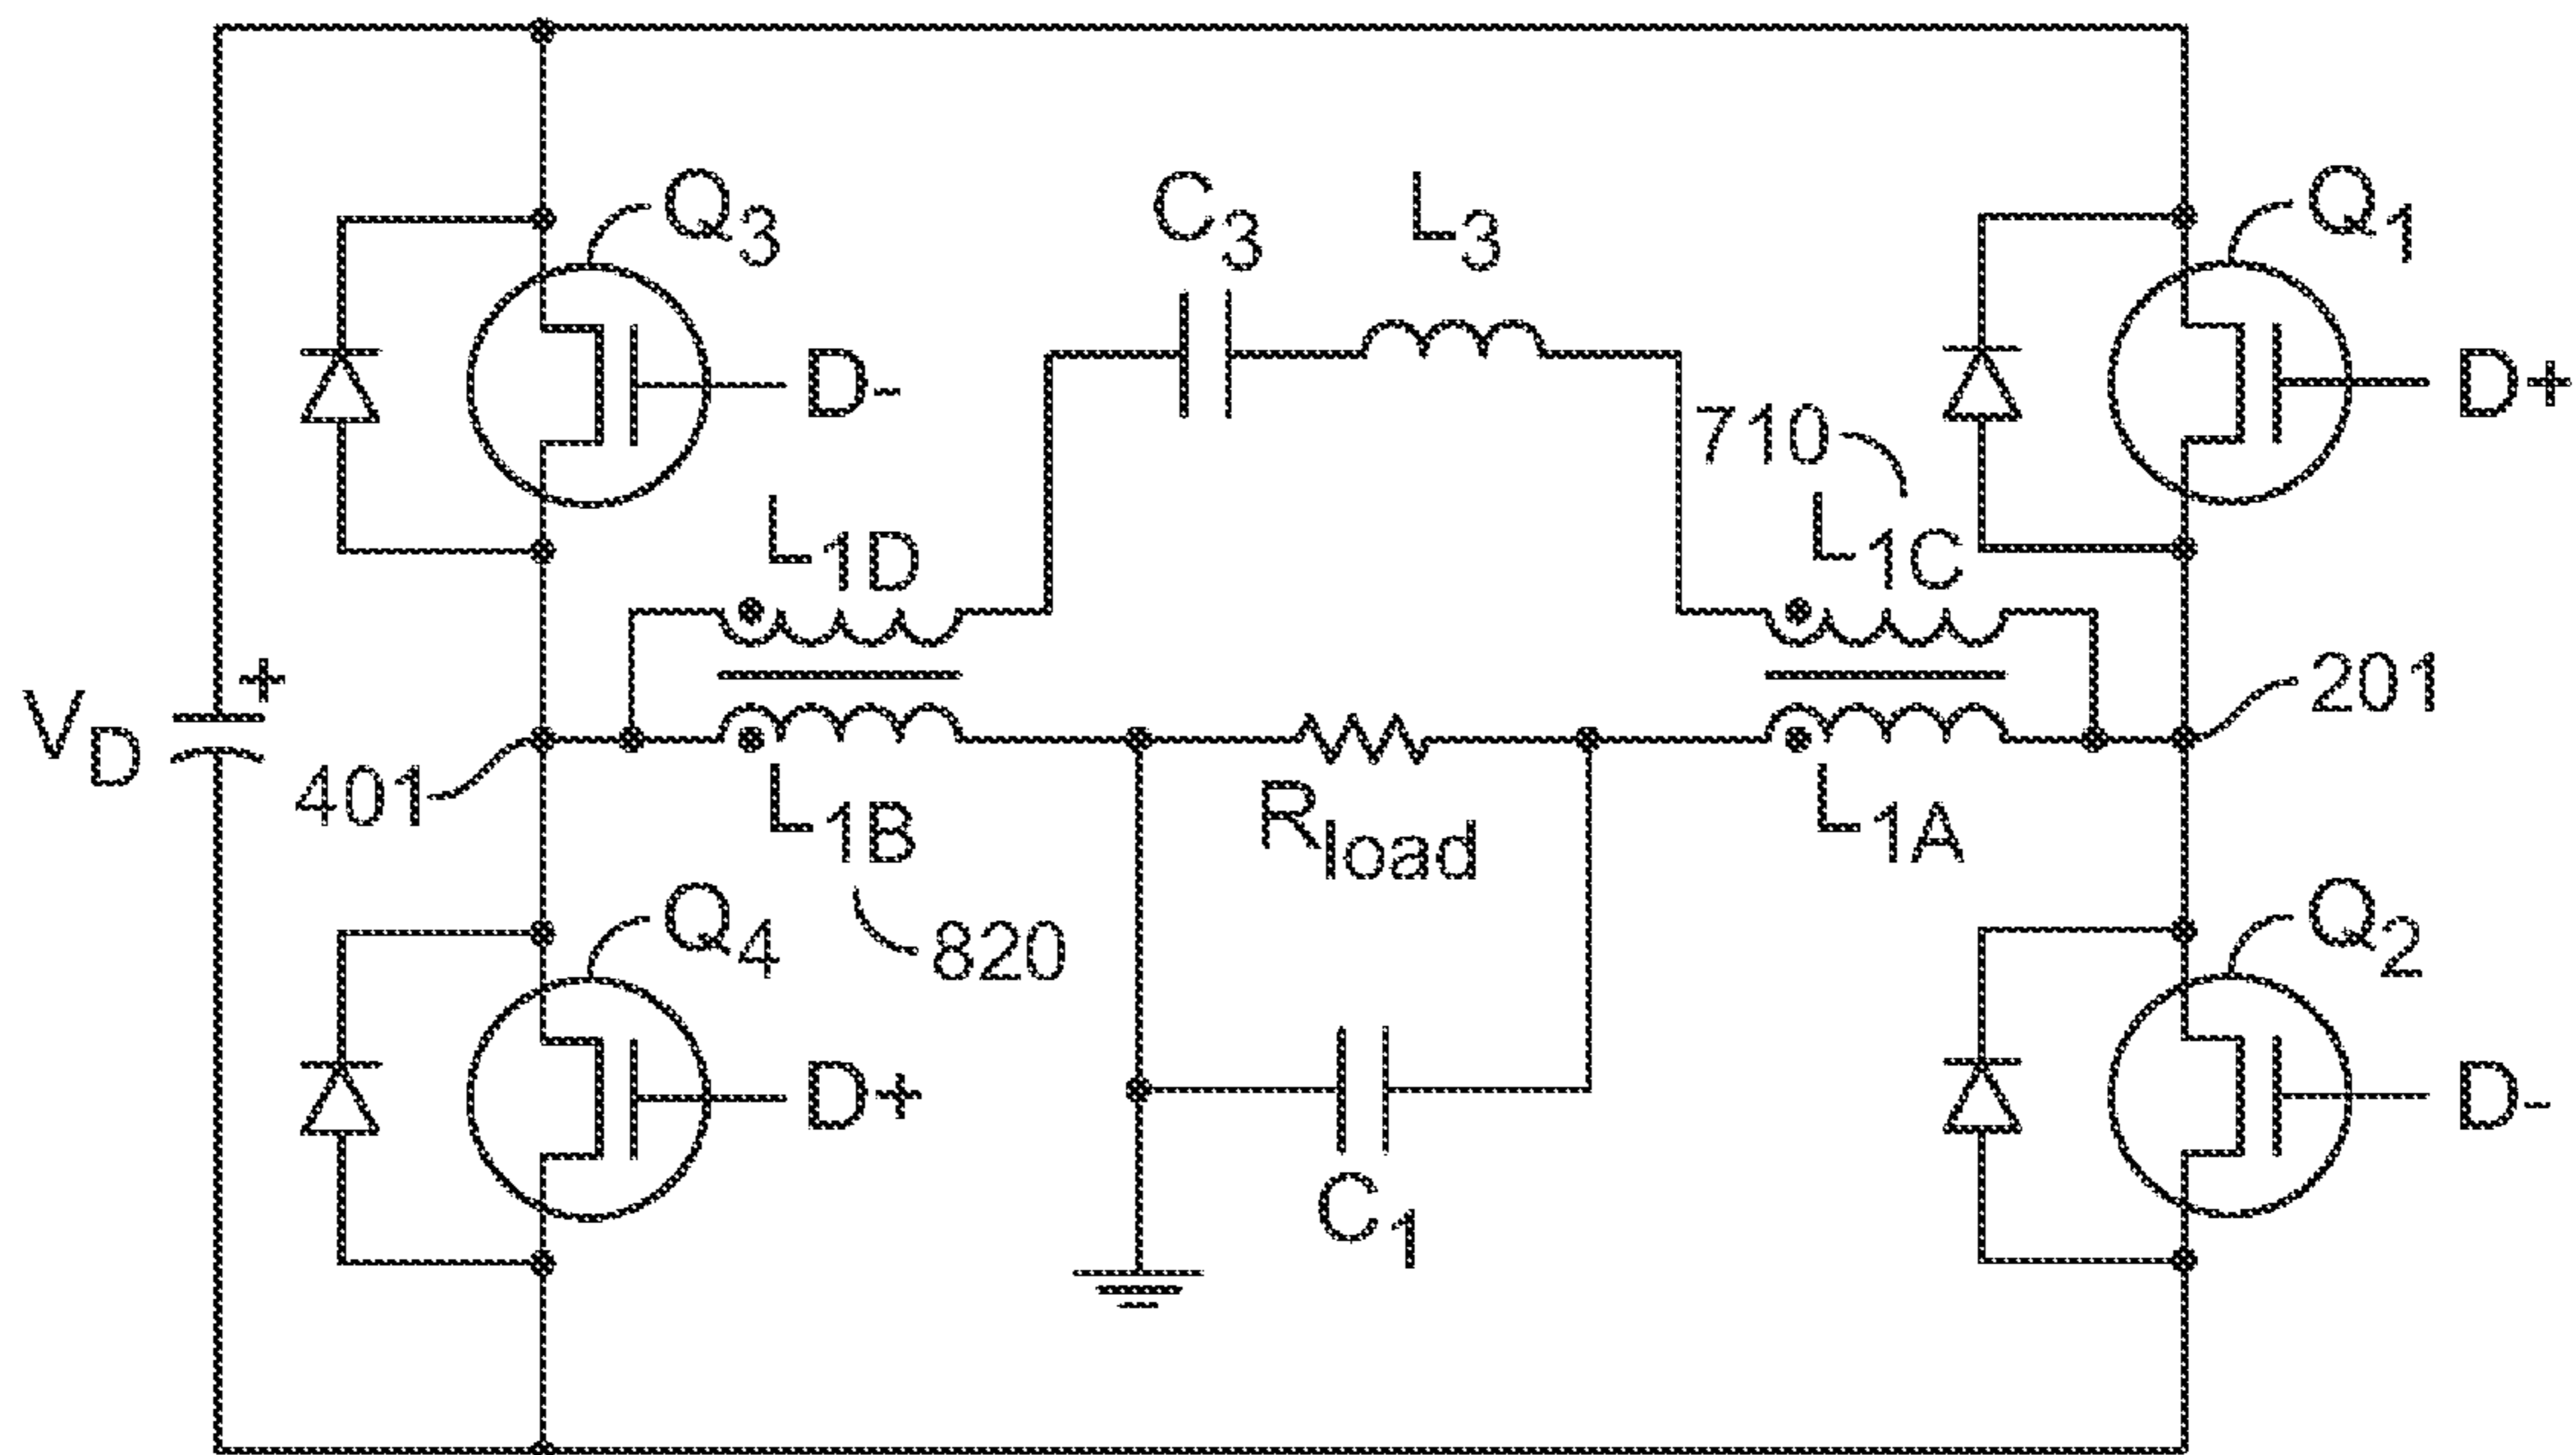 Q3
C3
L3
Q1
D-
D+
710
L1D
L1C
+
VD
401
201
L1B
Rload
L1A
Q4
820
Q2
D+
D-
C1